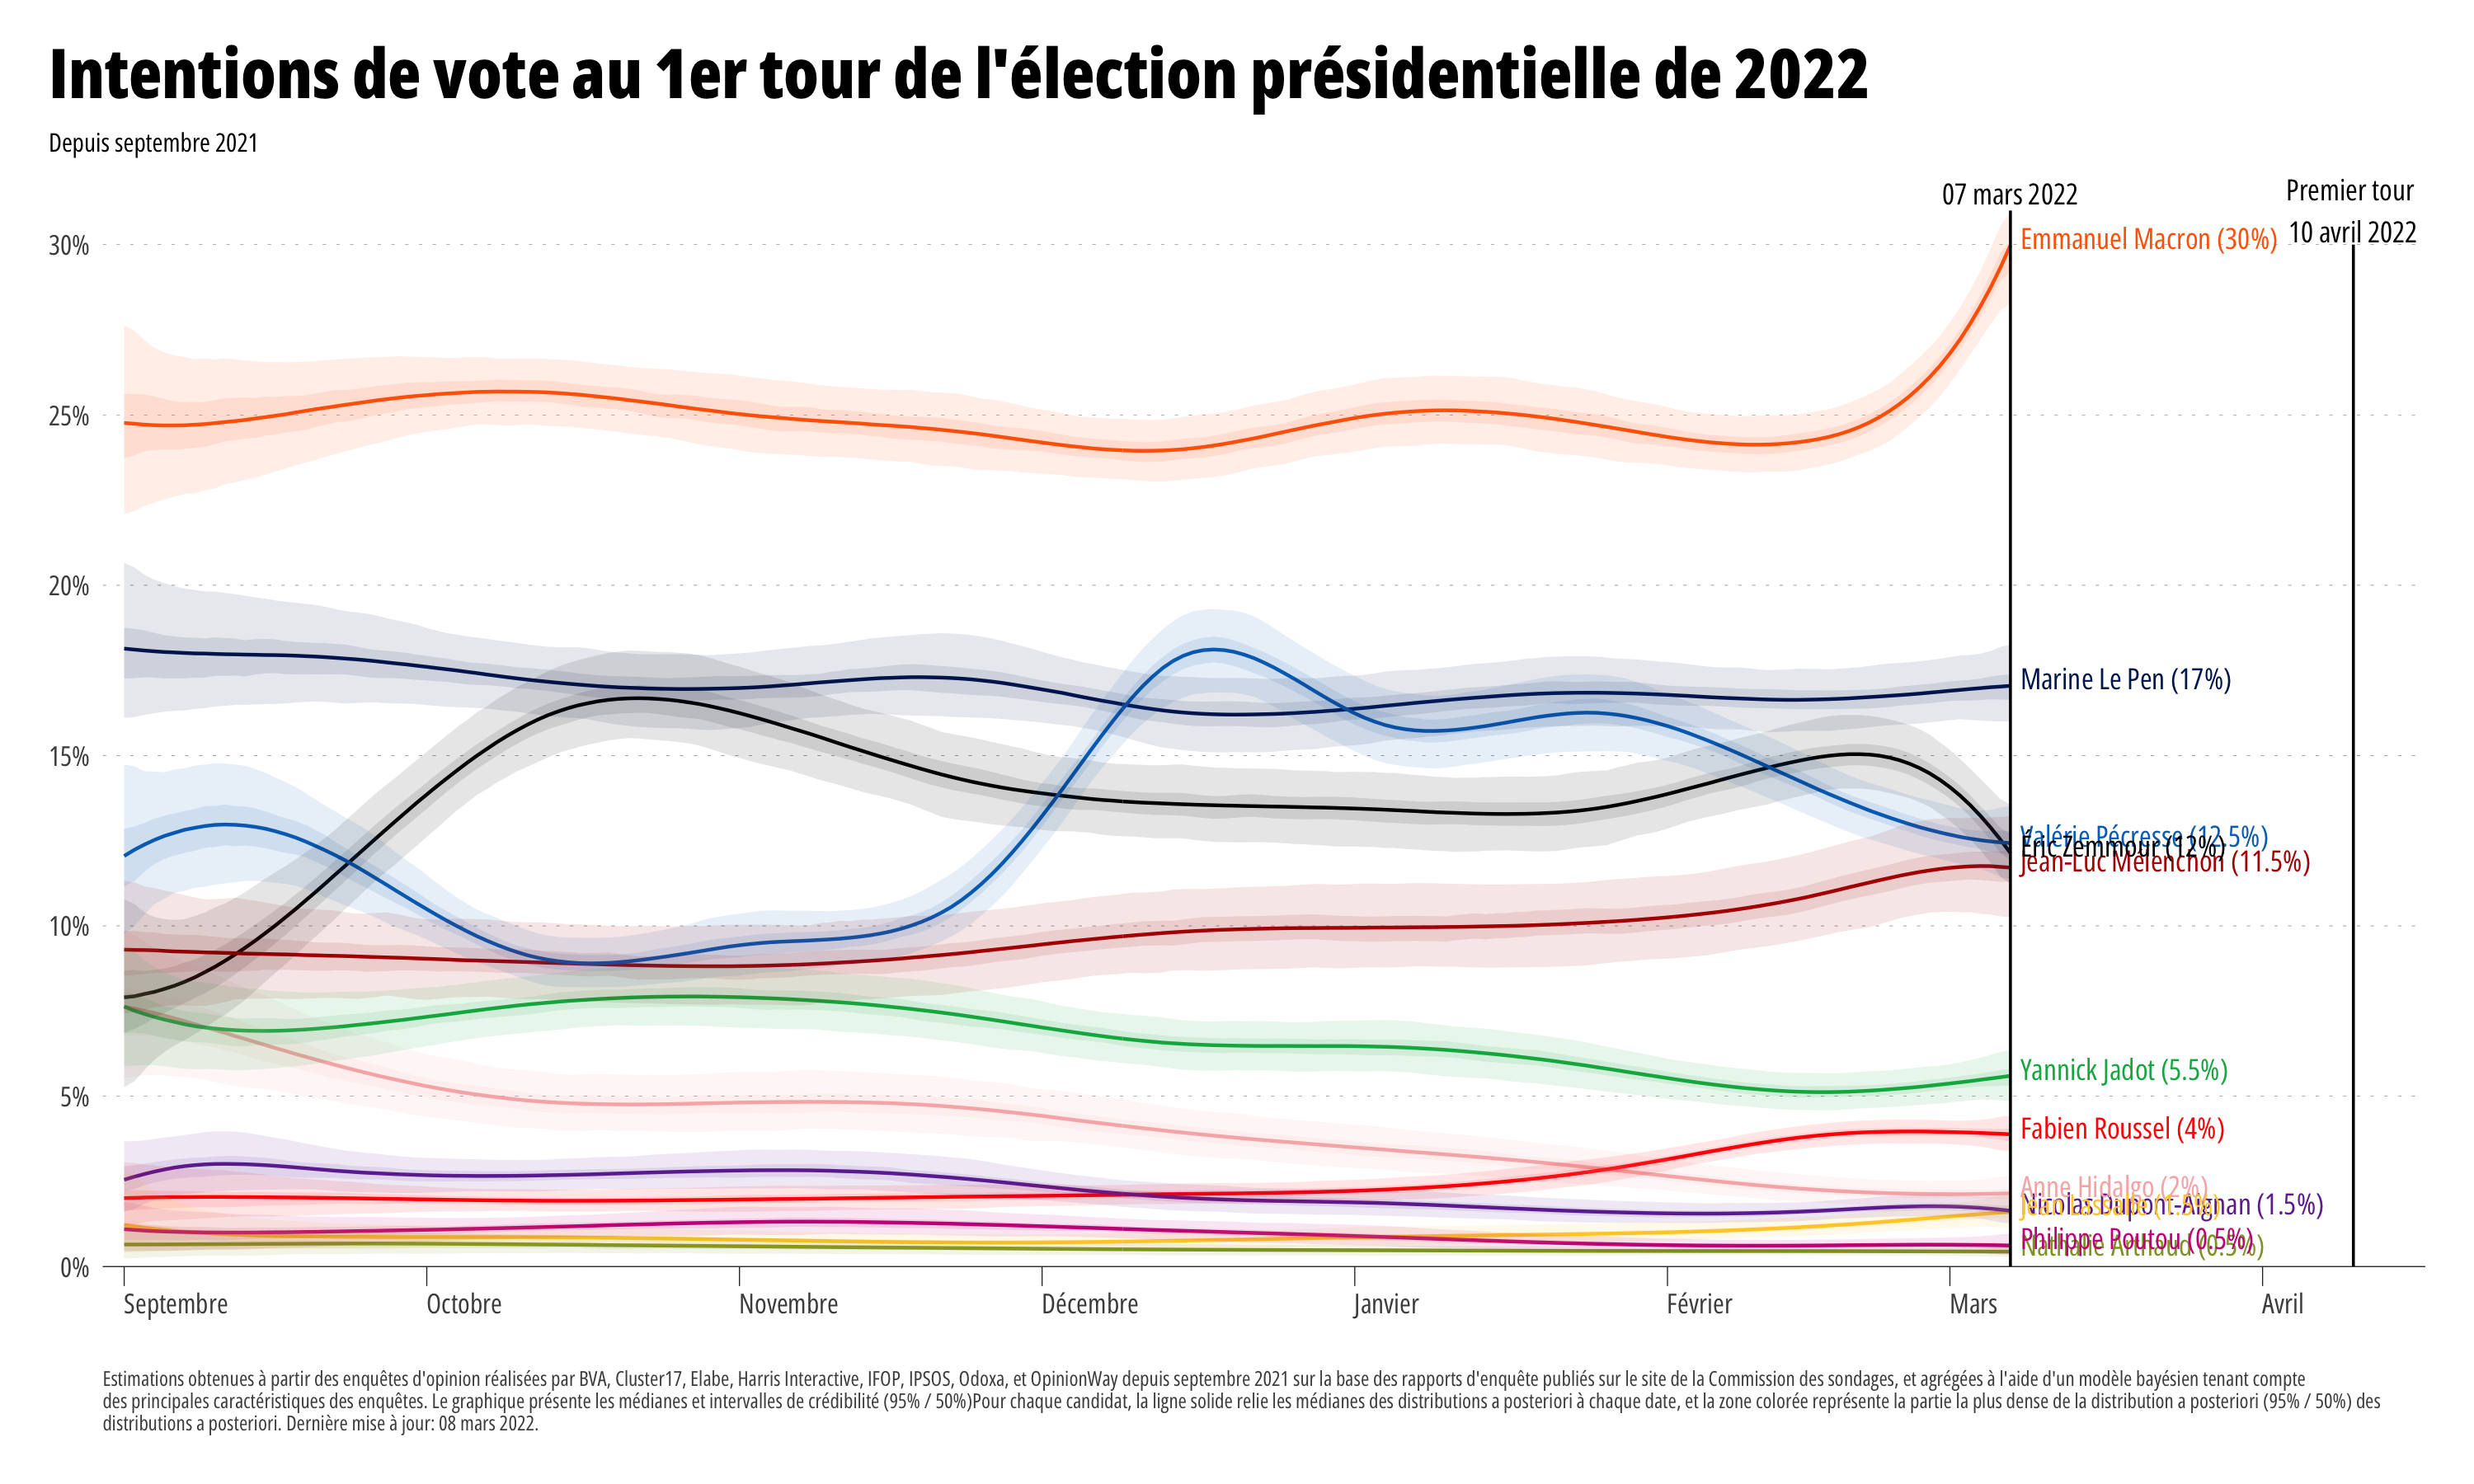 Intentions de vote au 1er tour de l'élection présidentielle de 2022
Depuis septembre 2021
07 mars 2022
Premier tour
10 avril 2022
30%
25%
20%
15%
10%
5%
0%
Emmanuel Macron (30%)
Marine Le Pen (17%)
Valérie Pécresse (12.5%)
Éric Zemmour (12%)
Jean-Luc Mélenchon (11.5%)
Yannick Jadot (5.5%)
Fabien Roussel (4%)
Anne Hidalgo (2%)
Nicolas Dupont-Aignan (1.5%)
Jean Lassalle (1.5%)
Philippe Poutou (0.5%)
Nathalie Arthaud (0.5%)
Septembre
Octobre
Novembre
Décembre
Janvier
Février
Mars
Avril
Estimations obtenues à partir des enquêtes d'opinion réalisées par BVA, Cluster17, Elabe, Harris Interactive, IFOP, IPSOS, Odoxa, et OpinionWay depuis septembre 2021 sur la base des rapports d'enquête publiés sur le site de la Commission des sondages, et agrégées à l'aide d'un modèle bayésien tenant compte
des principales caractéristiques des enquêtes. Le graphique présente les médianes et intervalles de crédibilité (95% / 50%)Pour chaque candidat, la ligne solide relie les médianes des distributions a posteriori à chaque date, et la zone colorée représente la partie la plus dense de la distribution a posteriori (95% / 50%) des
distributions a posteriori. Dernière mise à jour: 08 mars 2022.